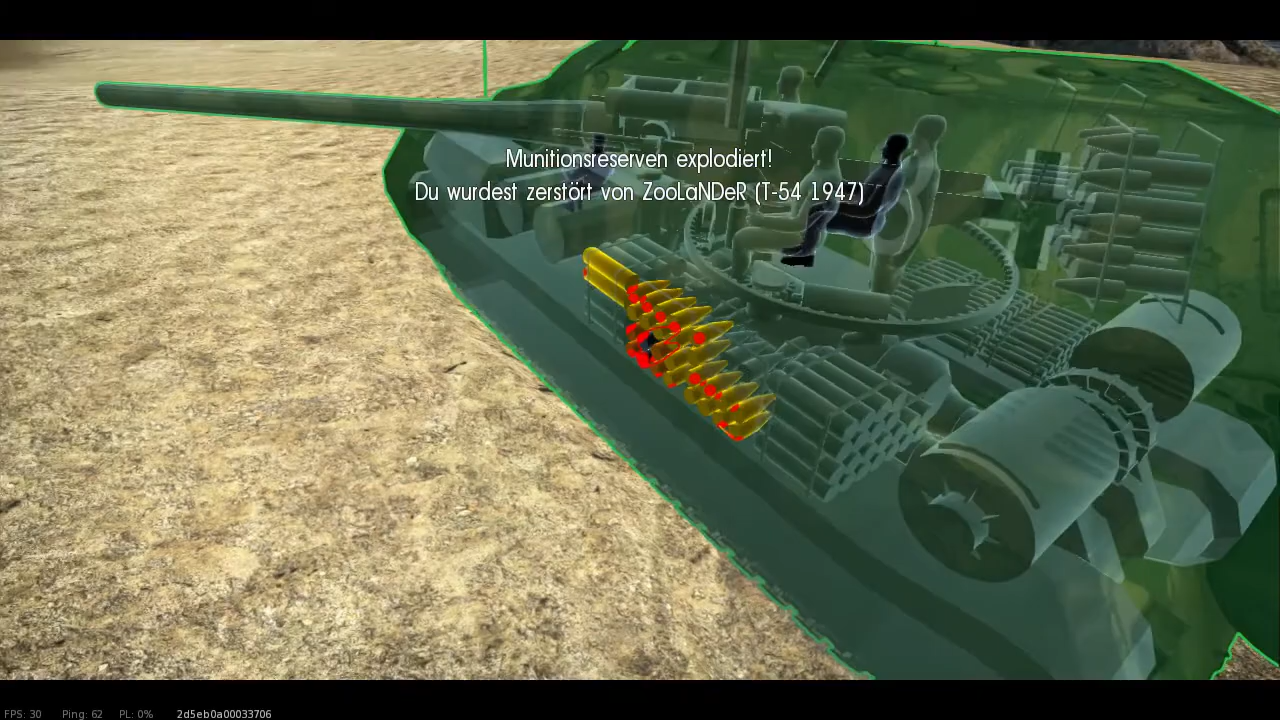 Munitionsreserven explodiert!
Du wurdest zerstört von ZooLaNDeR (T-54 1947)
FPS: 30 Ping: 62 PL: 0% 2d5eb0a00033706